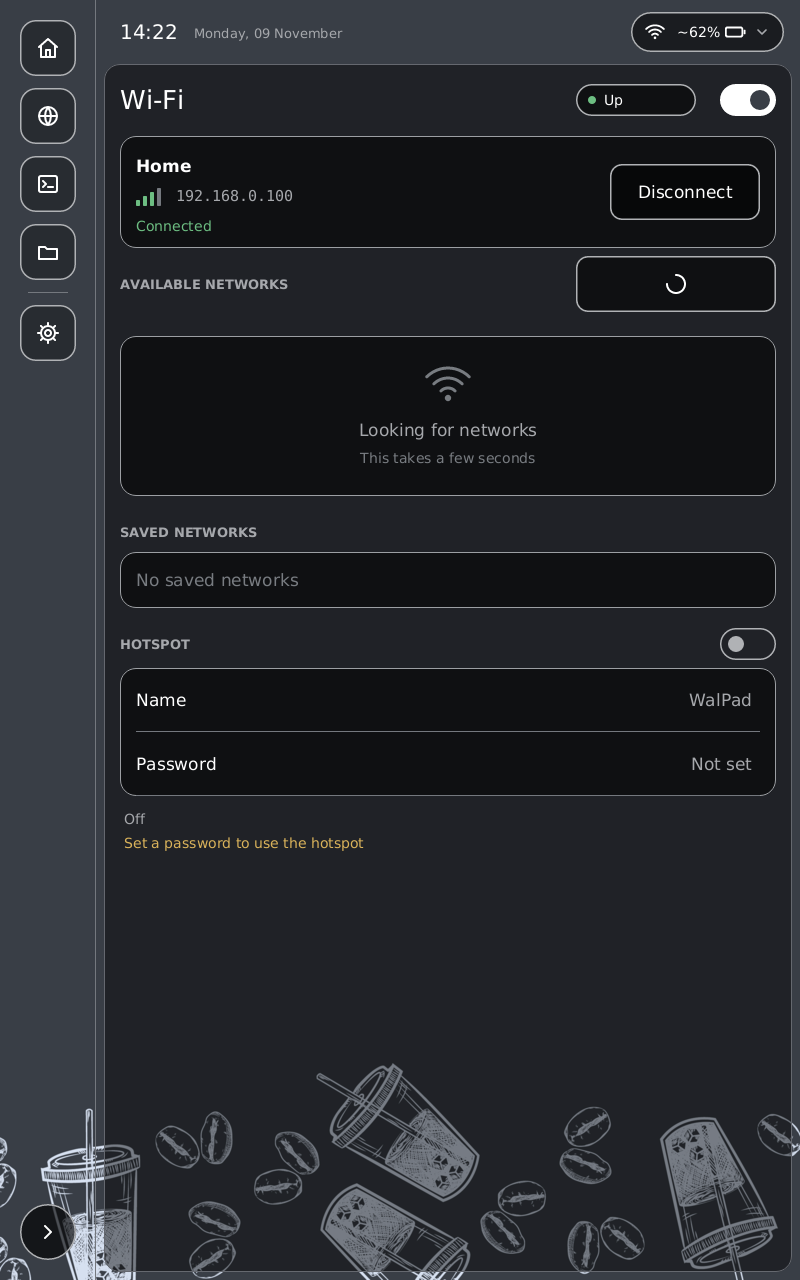 14:22 Monday, 09 November
~62%
Wi-Fi
Up
Home
192.168.0.100
Connected
Disconnect
AVAILABLE NETWORKS
Looking for networks
This takes a few seconds
SAVED NETWORKS
No saved networks
HOTSPOT
Name WalPad
Password Not set
Off
Set a password to use the hotspot